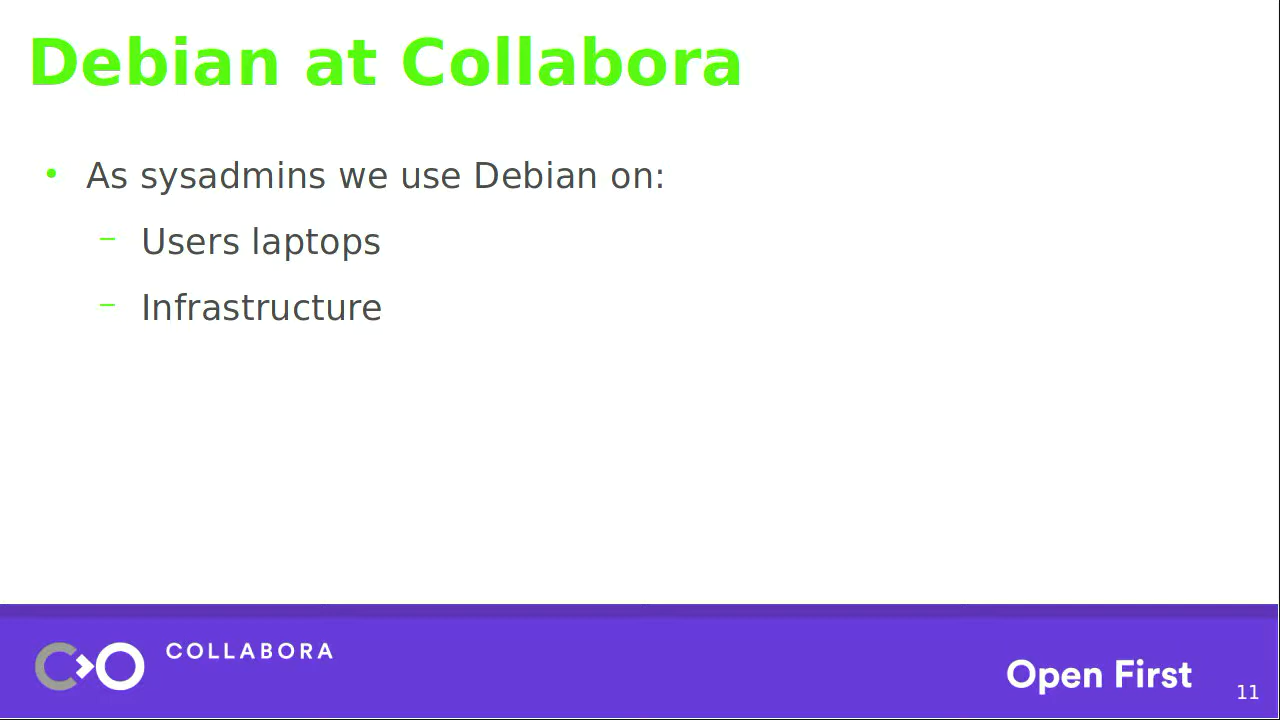 Debian at Collabora
• As sysadmins we use Debian on:
– Users laptops
– Infrastructure
COLLABORA
Open First
11